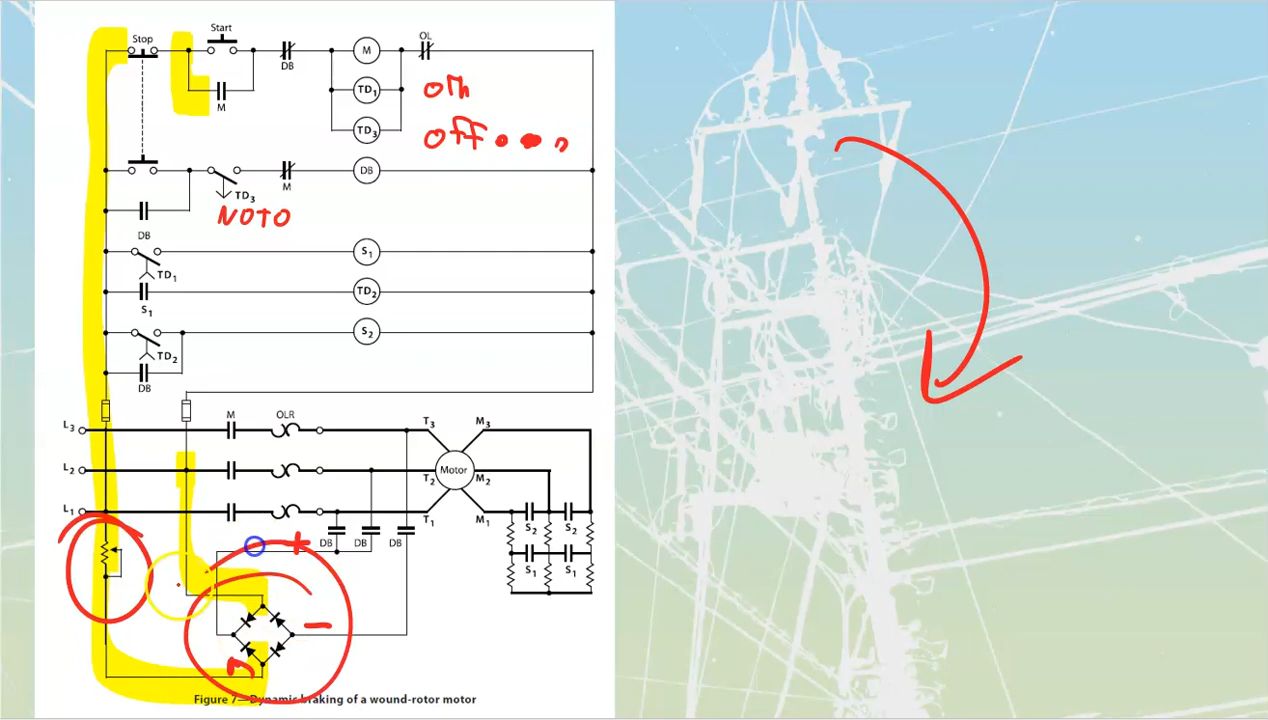 Stop
Start
M
DB
M
OL
TD1
on
TD3
off...,
TD3
M
DB
NOTO
DB
TD1
S1
S1
TD2
TD2
S2
DB
L3
M
OLR
T3
M3
L2
T2
Motor
M2
L1
T1
M1
S2
S2
DB
DB
DB
+
S1
S1
-
Figure 7—Dynamic braking of a wound-rotor motor